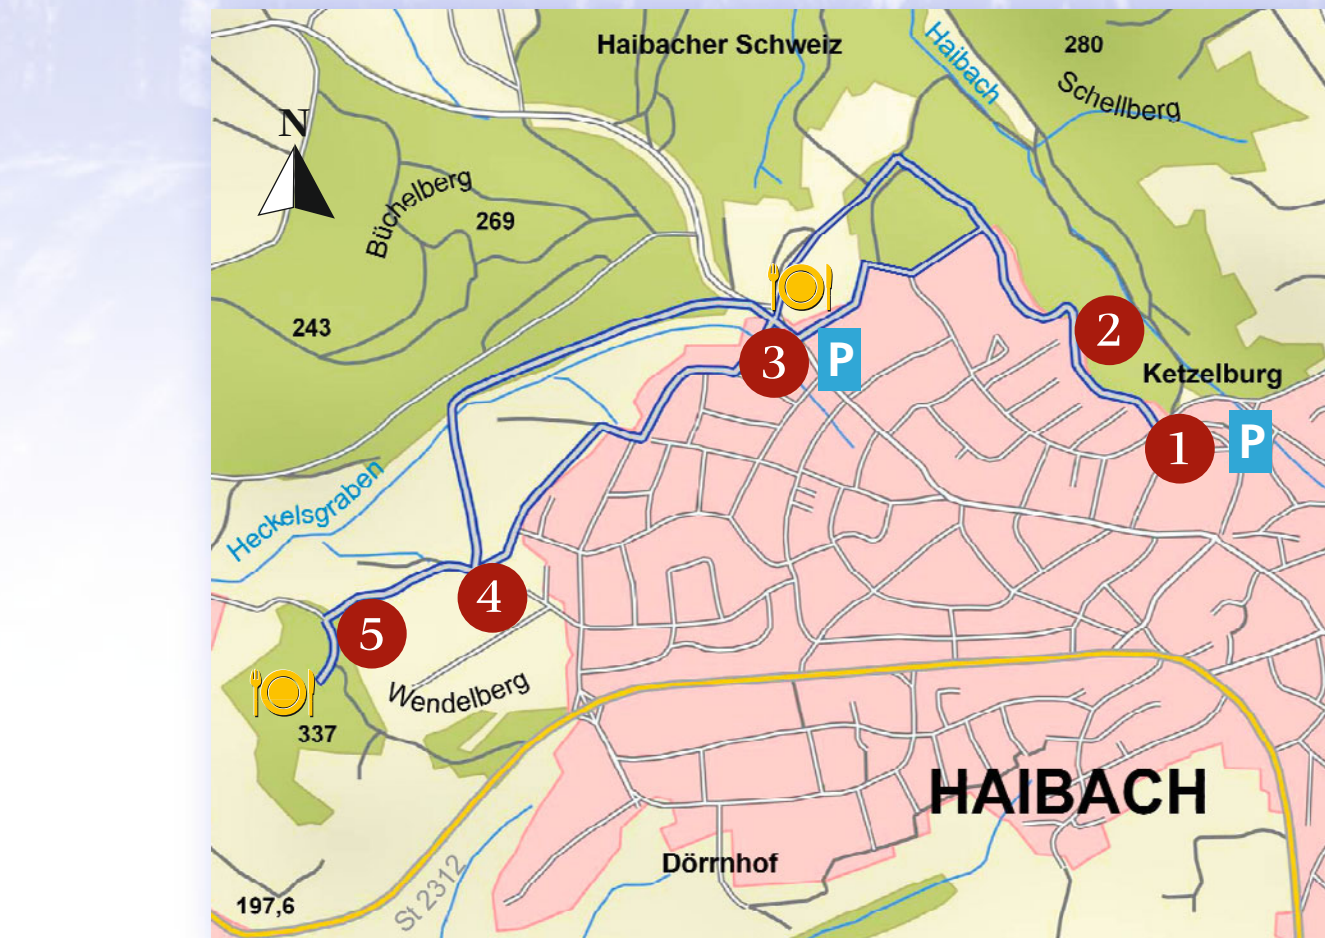 Haibacher Schweiz
Haibach
280
Schellberg
N
Büchelberg
269
243
2
3
P
Ketzelburg
1
P
Heckelsgraben
4
5
Wendelberg
337
HAIBACH
Dörrnhof
197,6
St 2312